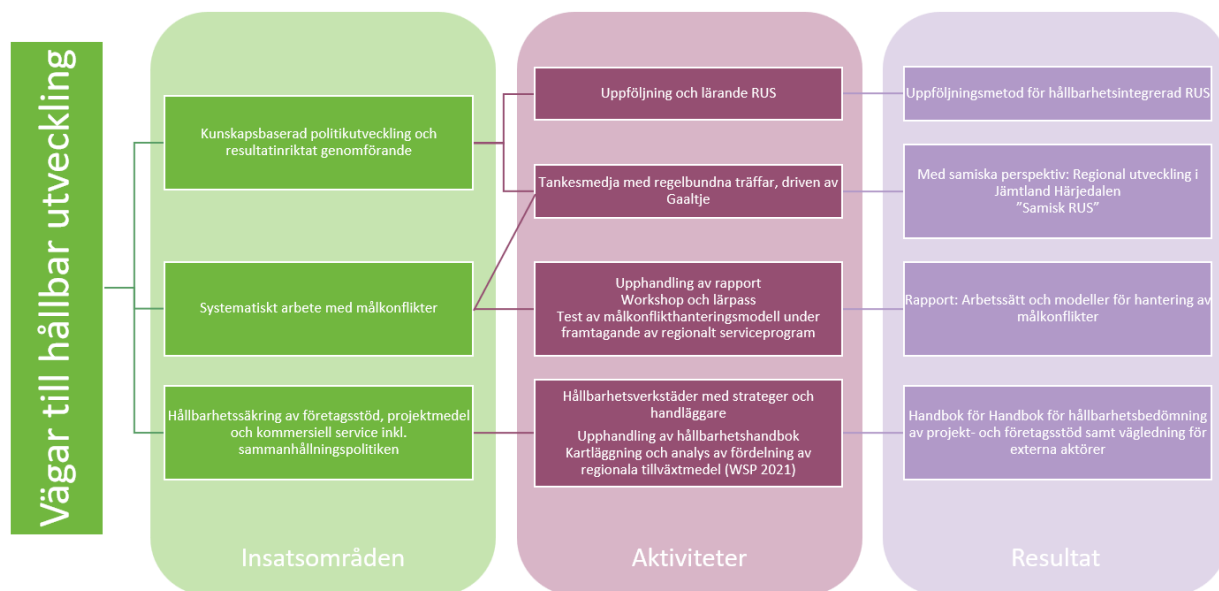 Vägar till hållbar utveckling
Kunskapsbaserad politikutveckling och
resultatinriktat genomförande
Systematiskt arbete med målkonflikter
Hållbarhetssäkring av företagsstöd, projektmedel
och kommersiell service inkl.
sammanhållningspolitiken
Insatsområden
Uppföljning och lärande RUS
Tankesmedja med regelbundna träffar, driven av
Gaaltje
Upphandling av rapport
Workshop och lärpass
Test av målkonflikthanteringsmodell under
framtagande av regionalt serviceprogram
Hållbarhetsverkstäder med strateger och
handläggare
Upphandling av hållbarhetshandbok
Kartläggning och analys av fördelning av
regionala tillväxtmedel (WSP 2021)
Aktiviteter
Uppföljningsmetod för hållbarhetsintegrerad RUS
Med samiska perspektiv: Regional utveckling i
Jämtland Härjedalen
”Samisk RUS”
Rapport: Arbetssätt och modeller för hantering av
målkonflikter
Handbok för Handbok för hållbarhetsbedömning
av projekt- och företagsstöd samt vägledning för
externa aktörer
Resultat